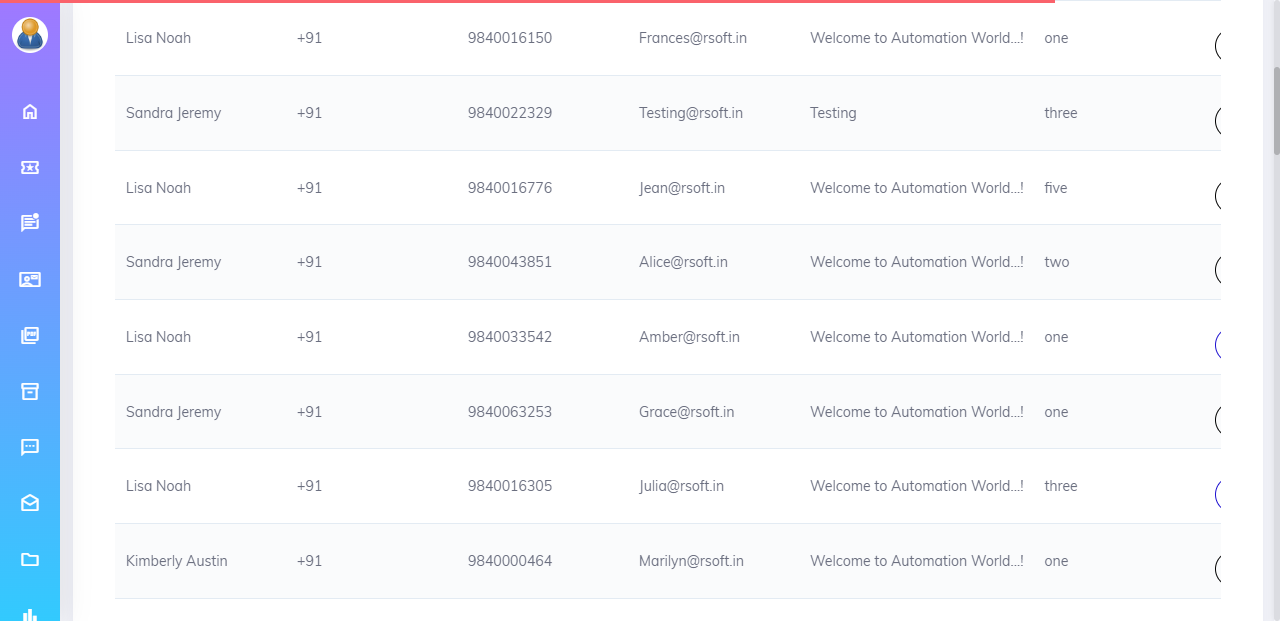 Lisa Noah +91 9840016150 Frances@rsoft.in Welcome to Automation World...! one
Sandra Jeremy +91 9840022329 Testing@rsoft.in Testing three
Lisa Noah +91 9840016776 Jean@rsoft.in Welcome to Automation World...! five
Sandra Jeremy +91 9840043851 Alice@rsoft.in Welcome to Automation World...! two
Lisa Noah +91 9840033542 Amber@rsoft.in Welcome to Automation World...! one
Sandra Jeremy +91 9840063253 Grace@rsoft.in Welcome to Automation World...! one
Lisa Noah +91 9840016305 Julia@rsoft.in Welcome to Automation World...! three
Kimberly Austin +91 9840000464 Marilyn@rsoft.in Welcome to Automation World...! one